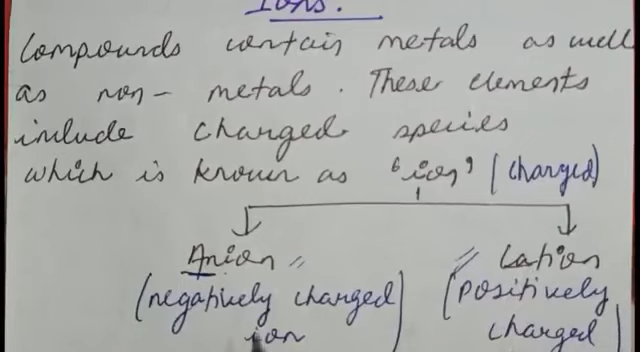 Ions.
Compounds contain metals as well
as non- metals. These elements
include charged species
which is known as "ion" (charged)
Anion Cation
(negatively charged (positively
ion) charged)